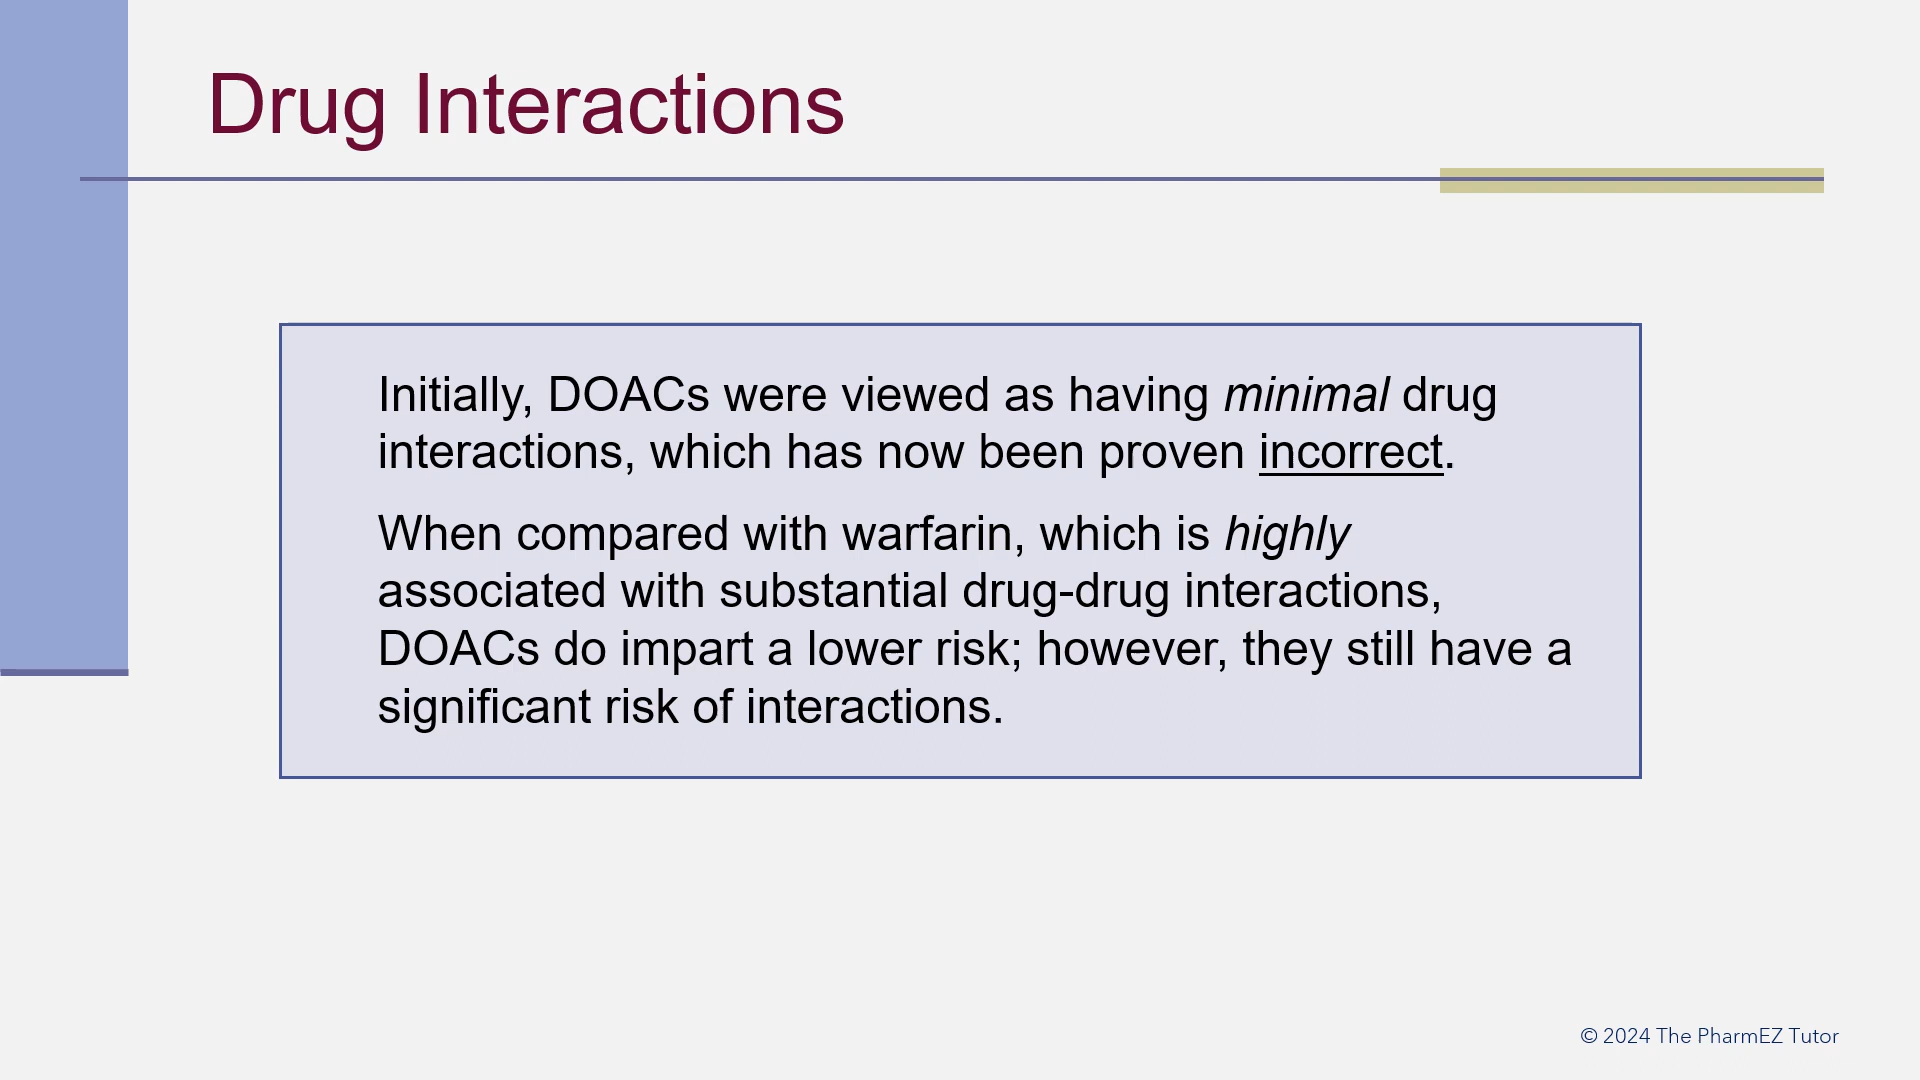 Drug Interactions
Initially, DOACs were viewed as having minimal drug
interactions, which has now been proven incorrect.
When compared with warfarin, which is highly
associated with substantial drug-drug interactions,
DOACs do impart a lower risk; however, they still have a
significant risk of interactions.
© 2024 The PharmEZ Tutor